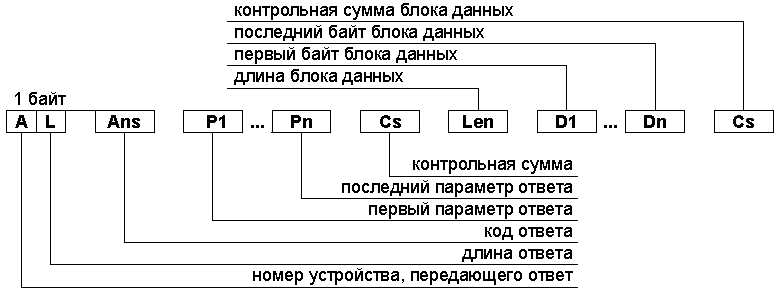 контрольная сумма блока данных
последний байт блока данных
первый байт блока данных
длина блока данных
1 байт
A L Ans P1 ... Pn Cs Len D1 ... Dn Cs
контрольная сумма
последний параметр ответа
первый параметр ответа
код ответа
длина ответа
номер устройства, передающего ответ